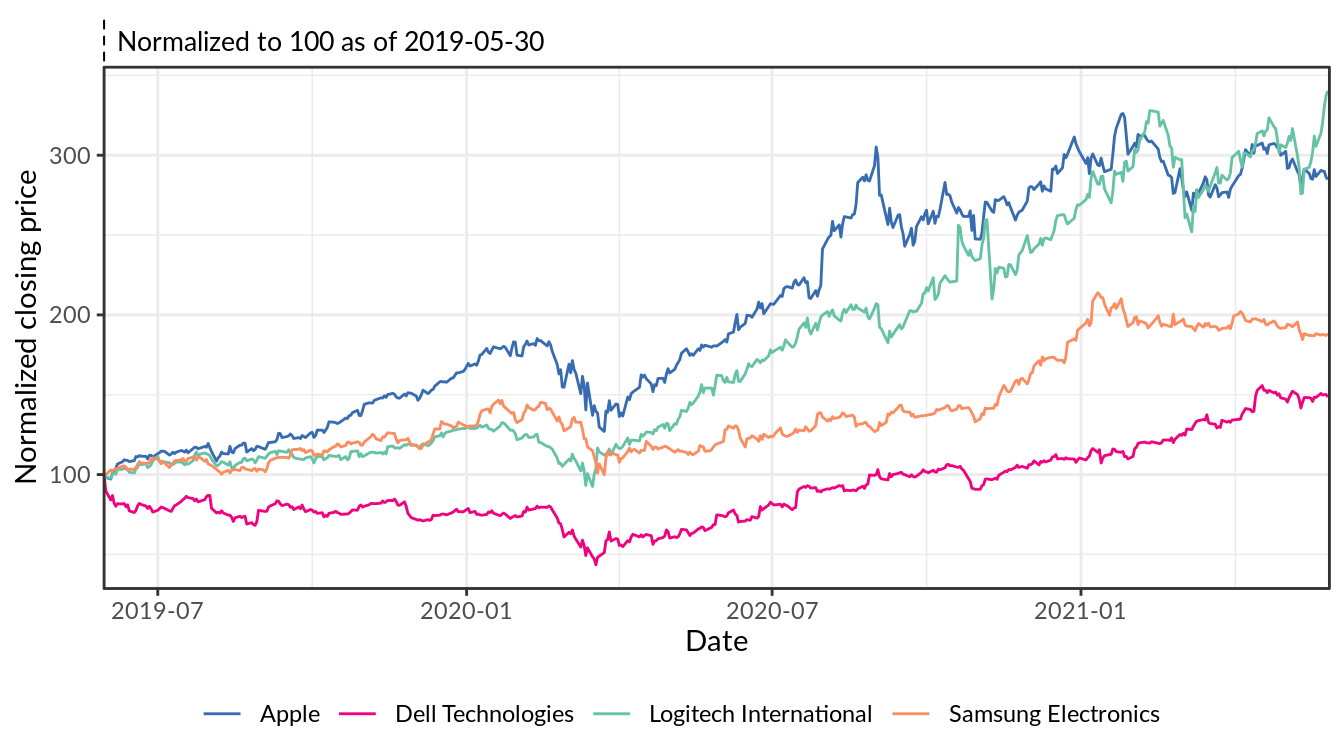 Normalized to 100 as of 2019-05-30
Normalized closing price
300
200
100
2019-07 2020-01 2020-07 2021-01
Date
Apple Dell Technologies Logitech International Samsung Electronics